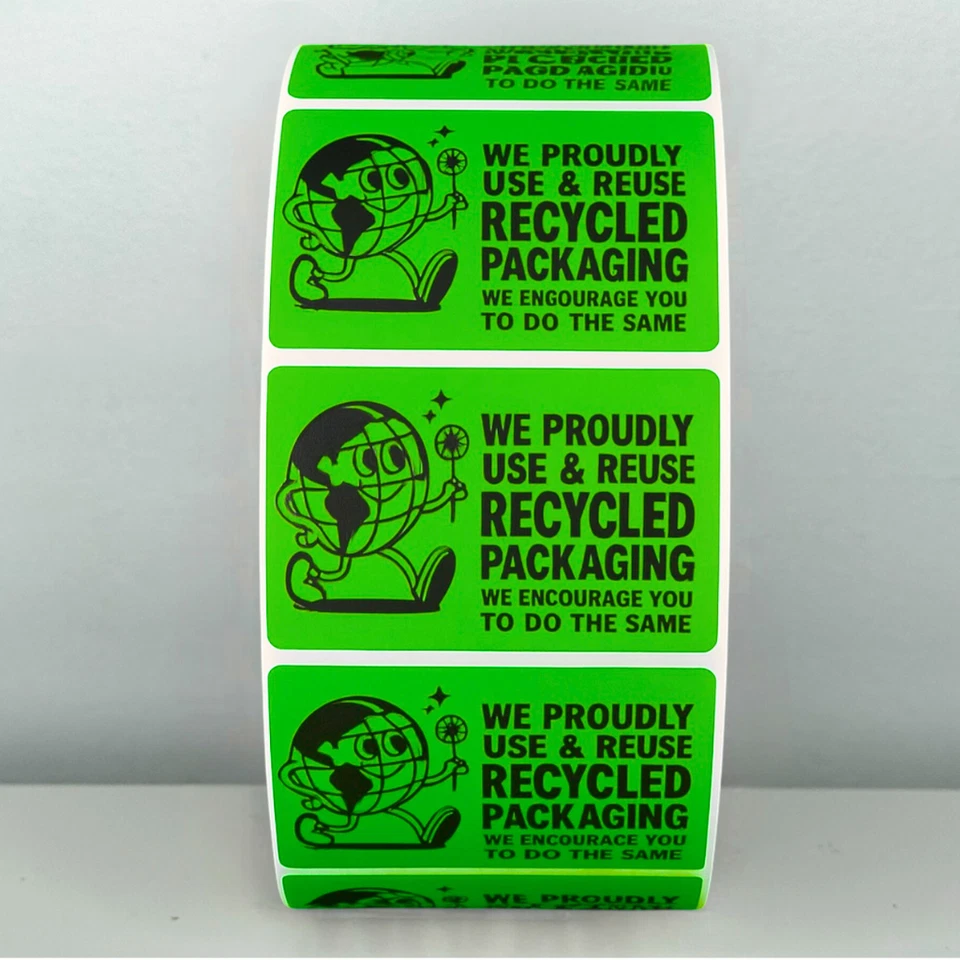 TO DO THE SAME
WE PROUDLY
USE & REUSE
RECYCLED
PACKAGING
WE ENGOURAGE YOU
TO DO THE SAME
WE PROUDLY
USE & REUSE
RECYCLED
PACKAGING
WE ENCOURAGE YOU
TO DO THE SAME
WE PROUDLY
USE & REUSE
RECYCLED
PACKAGING
WE ENCOURACE YOU
TO DO THE SAME
WE PROUDLY